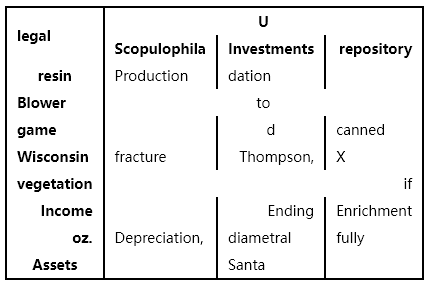 legal U
Scopulophila Investments repository
resin Production dation
Blower to
game d canned
Wisconsin fracture Thompson, X
vegetation if
Income Ending Enrichment
oz. Depreciation, diametral fully
Assets Santa